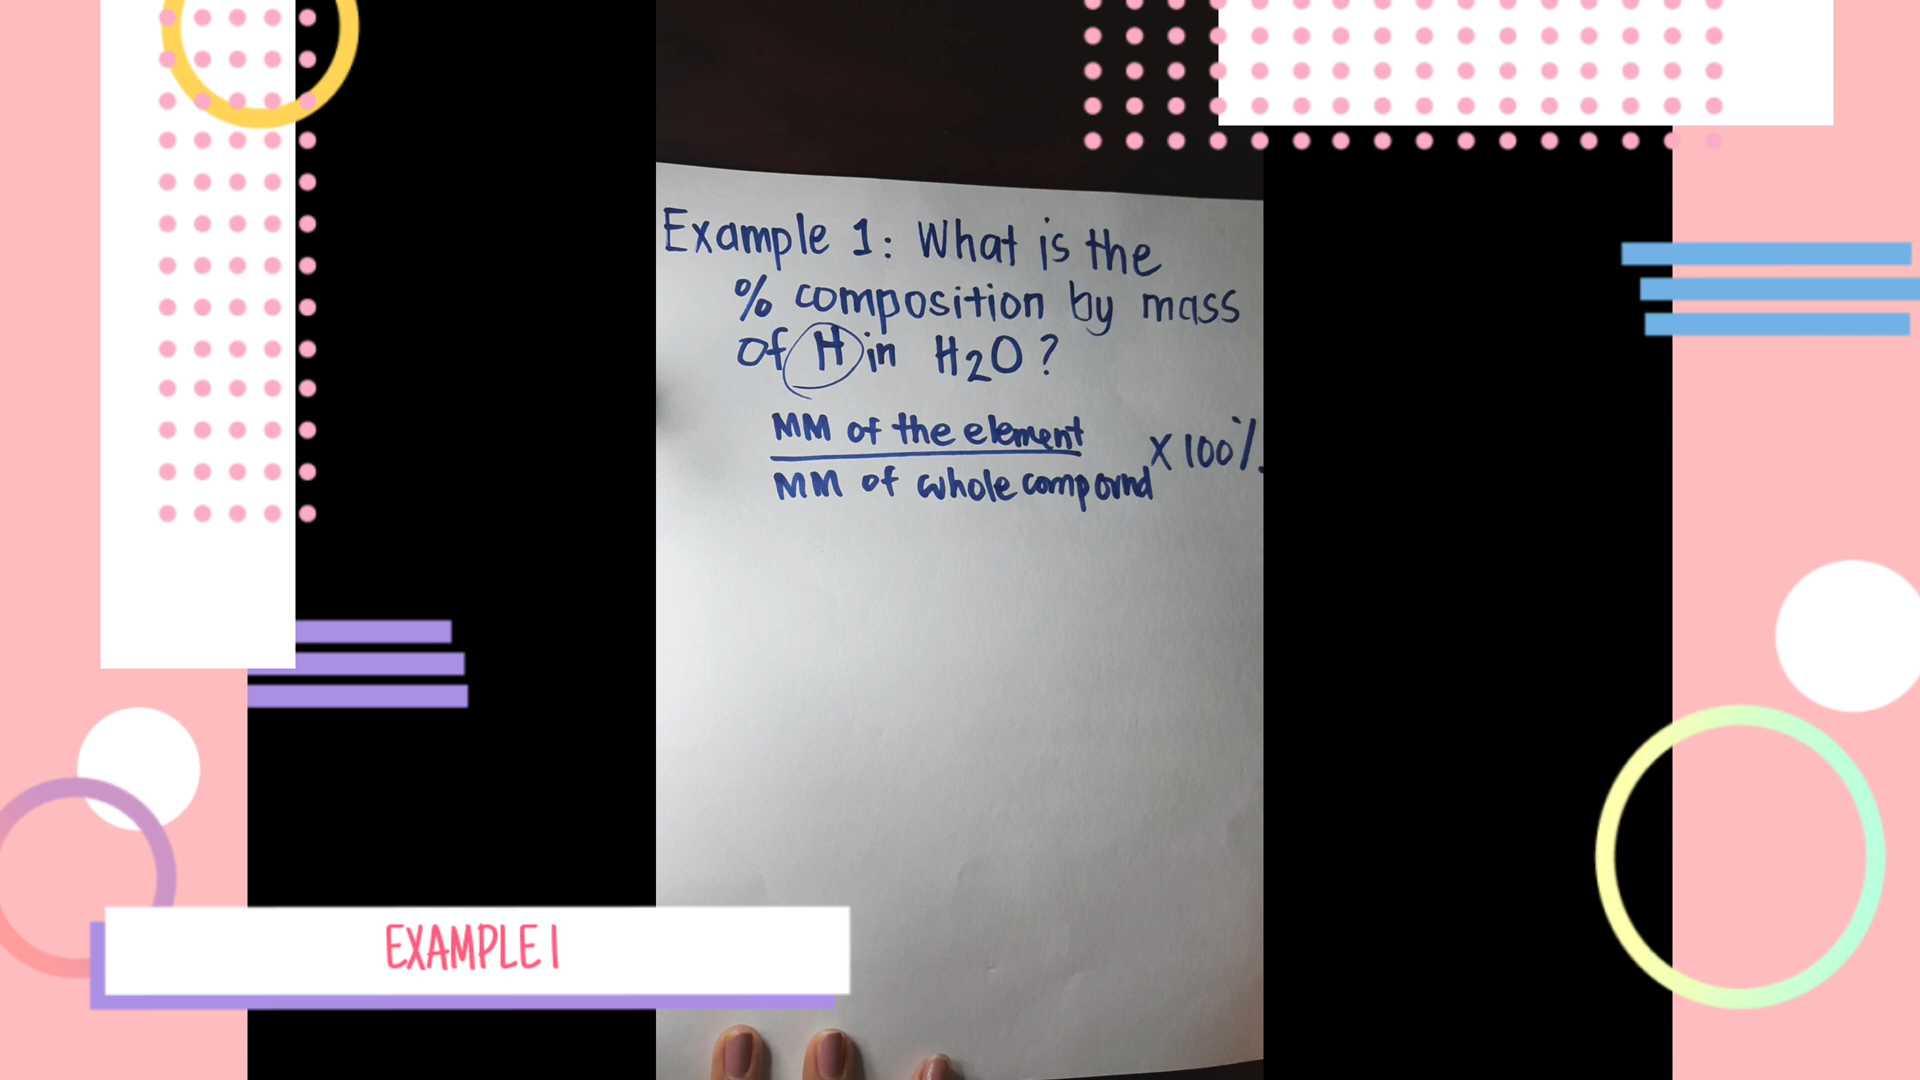 Example 1: What is the
% composition by mass
of H in H2O?
MM of the element
MM of whole compound
X 100%
EXAMPLE 1